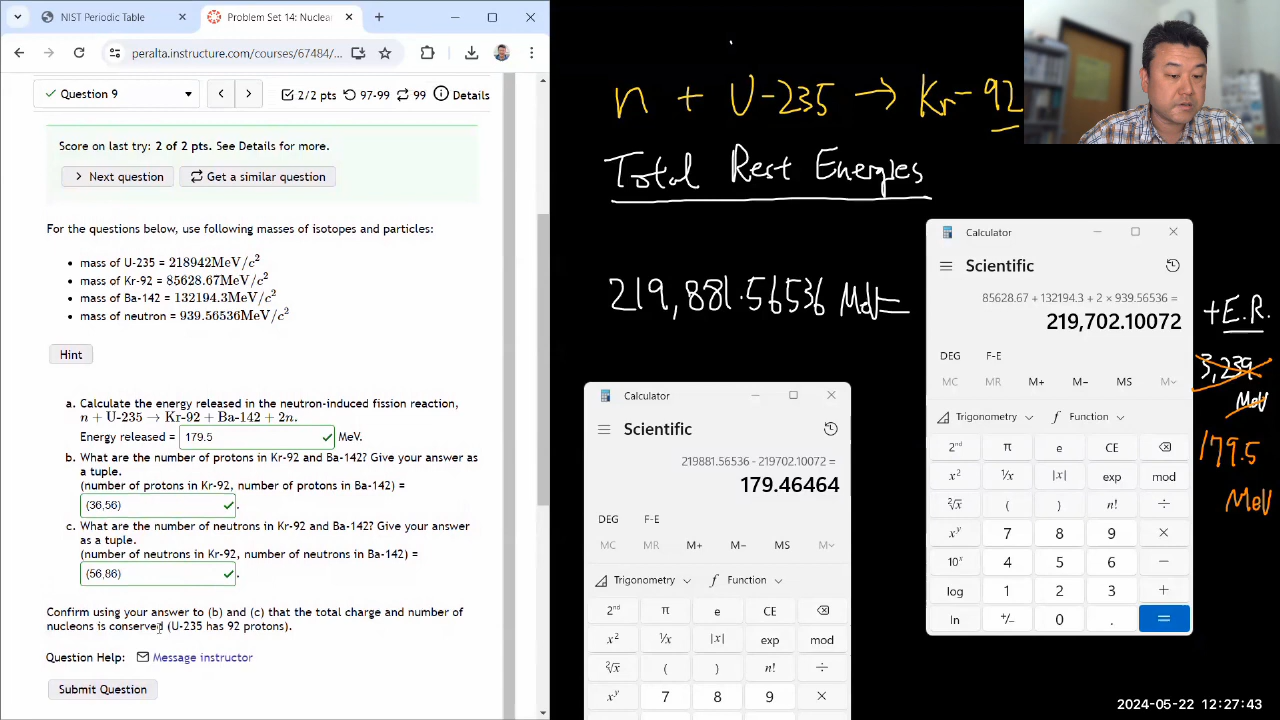 NIST Periodic Table
Problem Set 14: Nuclea
peralta.instructure.com/courses/67484/
Question 9
2/2 pts
97-99
99
Details
Score on last try: 2 of 2 pts. See Details for more.
Next question
Get a similar question
For the questions below, use following masses of isotopes and particles:
mass of U-235 = 218942MeV/c²
mass of Kr-92 = 85628.67MeV/c²
mass of Ba-142 = 132194.3MeV/c²
mass of neutron = 939.56536MeV/c²
Hint
a. Calculate the energy released in the neutron-induced fission reaction,
n + U-235 → Kr-92 + Ba-142 + 2n.
Energy released = 179.5 MeV.
b. What are the number of protons in Kr-92 and Ba-142? Give your answer as
a tuple.
(number of protons in Kr-92, number of protons in Ba-142) =
(36,56) .
c. What are the number of neutrons in Kr-92 and Ba-142? Give your answer
as a tuple.
(number of neutrons in Kr-92, number of neutrons in Ba-142) =
(56,86) .
Confirm using your answer to (b) and (c) that the total charge and number of
nucleons is conserved (U-235 has 92 protons).
Question Help: Message instructor
Submit Question
n + U-235 → Kr-92
Total Rest Energies
219,881.56536 MeV =
+ E.R.
3,239
MeV
179.5
MeV
Calculator
Scientific
85628.67 + 132194.3 + 2 × 939.56536 =
219,702.10072
DEG F-E
MC MR M+ M− MS M˅
Trigonometry Function
2ⁿᵈ π e CE
x² ¹/x |x| exp mod
²√x ( ) n! ÷
xʸ 7 8 9 ×
10ˣ 4 5 6 −
log 1 2 3 +
ln +/− 0 . =
Calculator
Scientific
219881.56536 - 219702.10072 =
179.46464
DEG F-E
MC MR M+ M− MS M˅
Trigonometry Function
2ⁿᵈ π e CE
x² ¹/x |x| exp mod
²√x ( ) n! ÷
xʸ 7 8 9 ×
2024-05-22 12:27:43